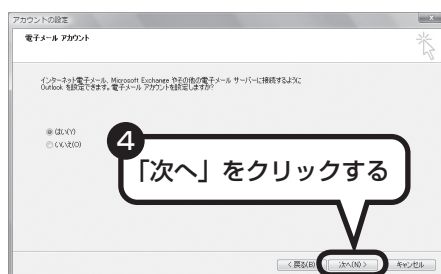 アカウントの設定
電子メール アカウント
インターネット電子メール、Microsoft Exchange やその他の電子メール サーバーに接続するように
Outlook を設定できます。電子メール アカウントを設定しますか?
はい(Y)
いいえ(O)
4
「次へ」をクリックする
< 戻る(B)
次へ(N) >
キャンセル